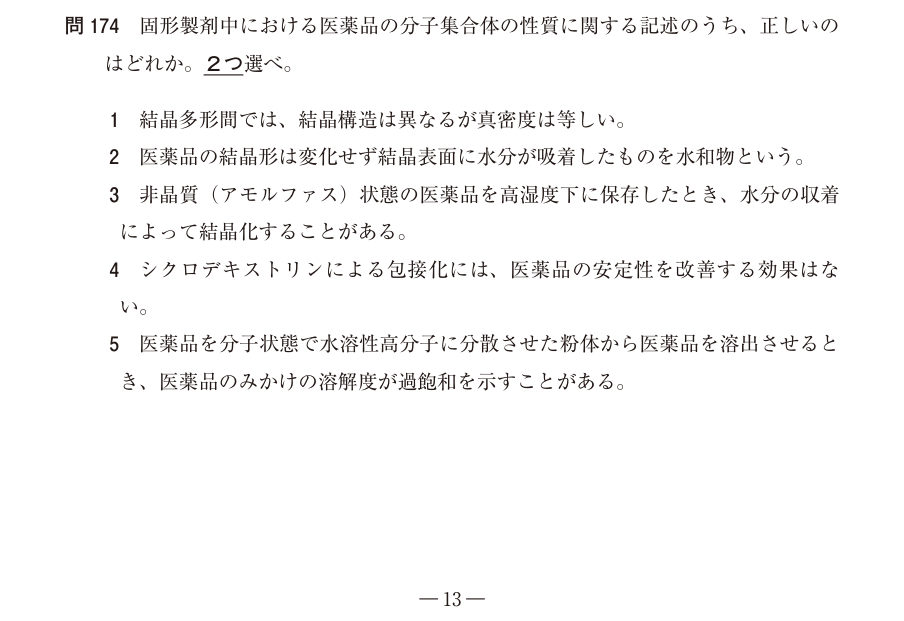 問 174　固形製剤中における医薬品の分子集合体の性質に関する記述のうち、正しいの
はどれか。２つ選べ。
1　結晶多形間では、結晶構造は異なるが真密度は等しい。
2　医薬品の結晶形は変化せず結晶表面に水分が吸着したものを水和物という。
3　非晶質（アモルファス）状態の医薬品を高湿度下に保存したとき、水分の収着
によって結晶化することがある。
4　シクロデキストリンによる包接化には、医薬品の安定性を改善する効果はな
い。
5　医薬品を分子状態で水溶性高分子に分散させた粉体から医薬品を溶出させると
き、医薬品のみかけの溶解度が過飽和を示すことがある。
― 13 ―